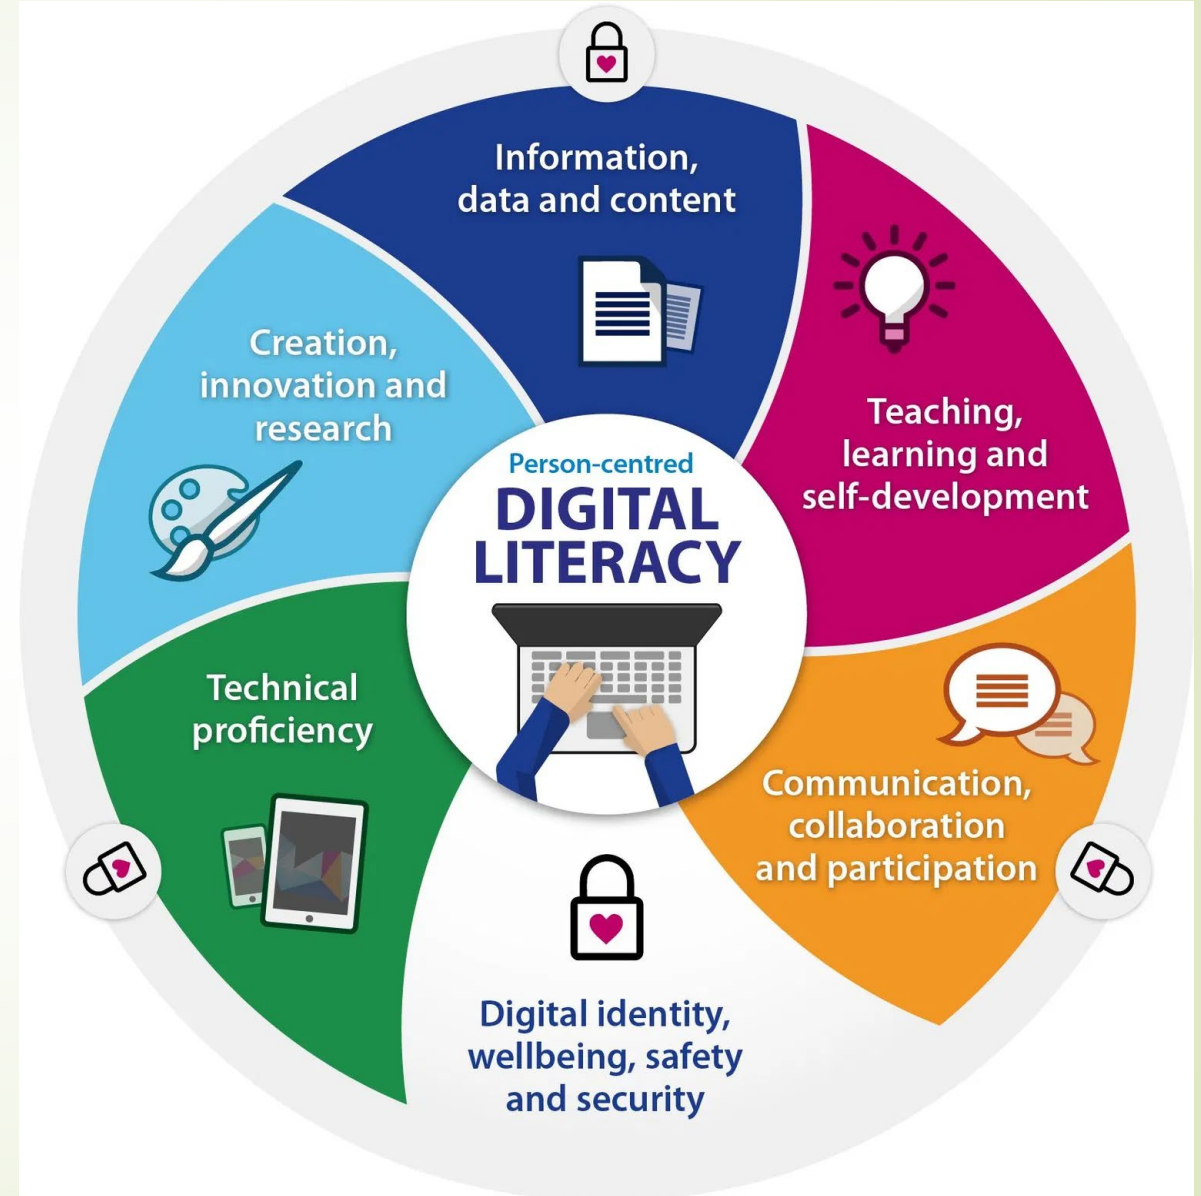 Information,
data and content
Teaching,
learning and
self-development
Communication,
collaboration
and participation
Digital identity,
wellbeing, safety
and security
Technical
proficiency
Creation,
innovation and
research
Person-centred
DIGITAL
LITERACY